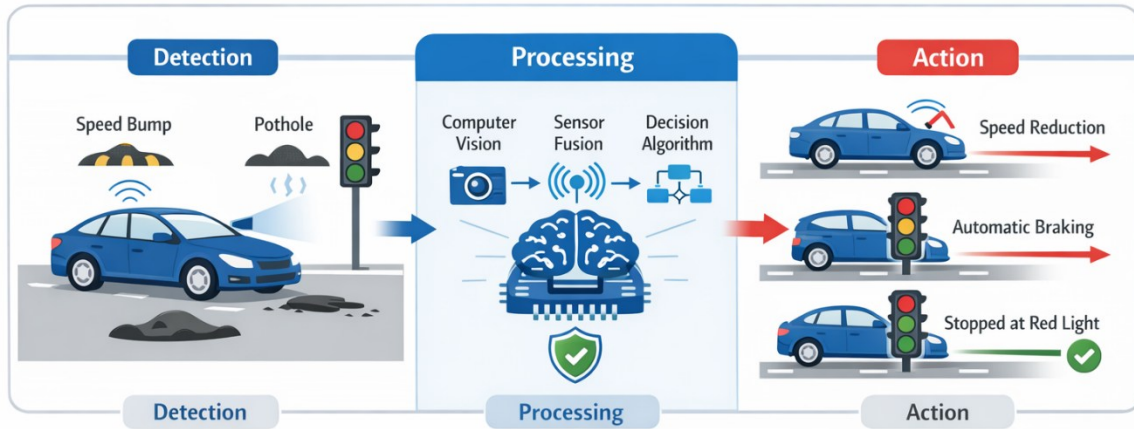 Detection
Processing
Action
Speed Bump
Pothole
Computer
Vision
Sensor
Fusion
Decision
Algorithm
Speed Reduction
Automatic Braking
Stopped at Red Light
Detection
Processing
Action